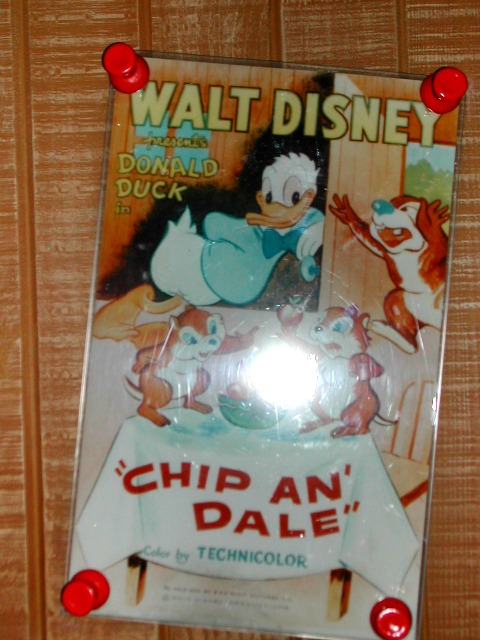 WALT DISNEY
presents
DONALD
DUCK
in
"CHIP AN'
DALE"
Color by TECHNICOLOR